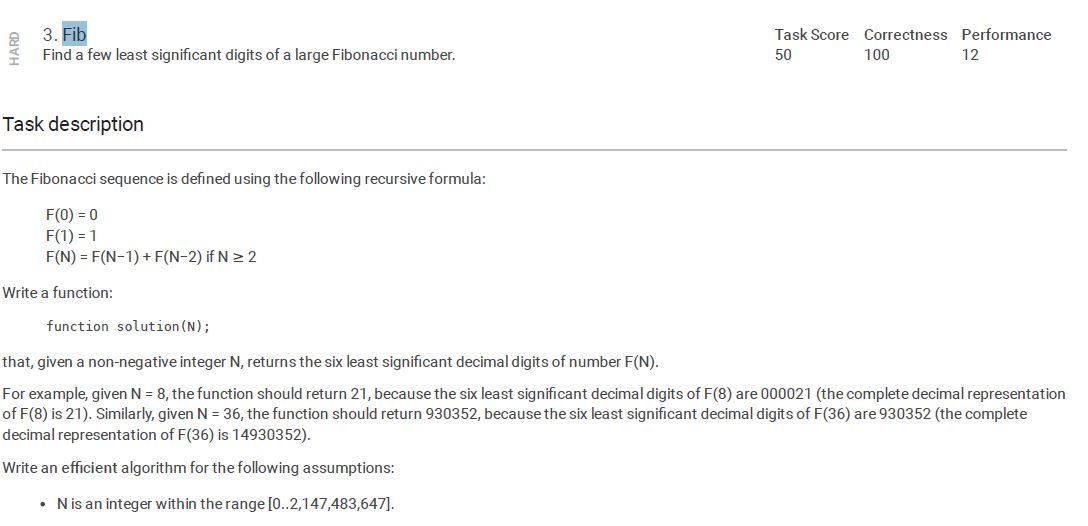 HARD
3. Fib
Find a few least significant digits of a large Fibonacci number.
Task Score Correctness Performance
50 100 12
Task description
The Fibonacci sequence is defined using the following recursive formula:
F(0) = 0
F(1) = 1
F(N) = F(N−1) + F(N−2) if N ≥ 2
Write a function:
function solution(N);
that, given a non-negative integer N, returns the six least significant decimal digits of number F(N).
For example, given N = 8, the function should return 21, because the six least significant decimal digits of F(8) are 000021 (the complete decimal representation
of F(8) is 21). Similarly, given N = 36, the function should return 930352, because the six least significant decimal digits of F(36) are 930352 (the complete
decimal representation of F(36) is 14930352).
Write an efficient algorithm for the following assumptions:
• N is an integer within the range [0..2,147,483,647].